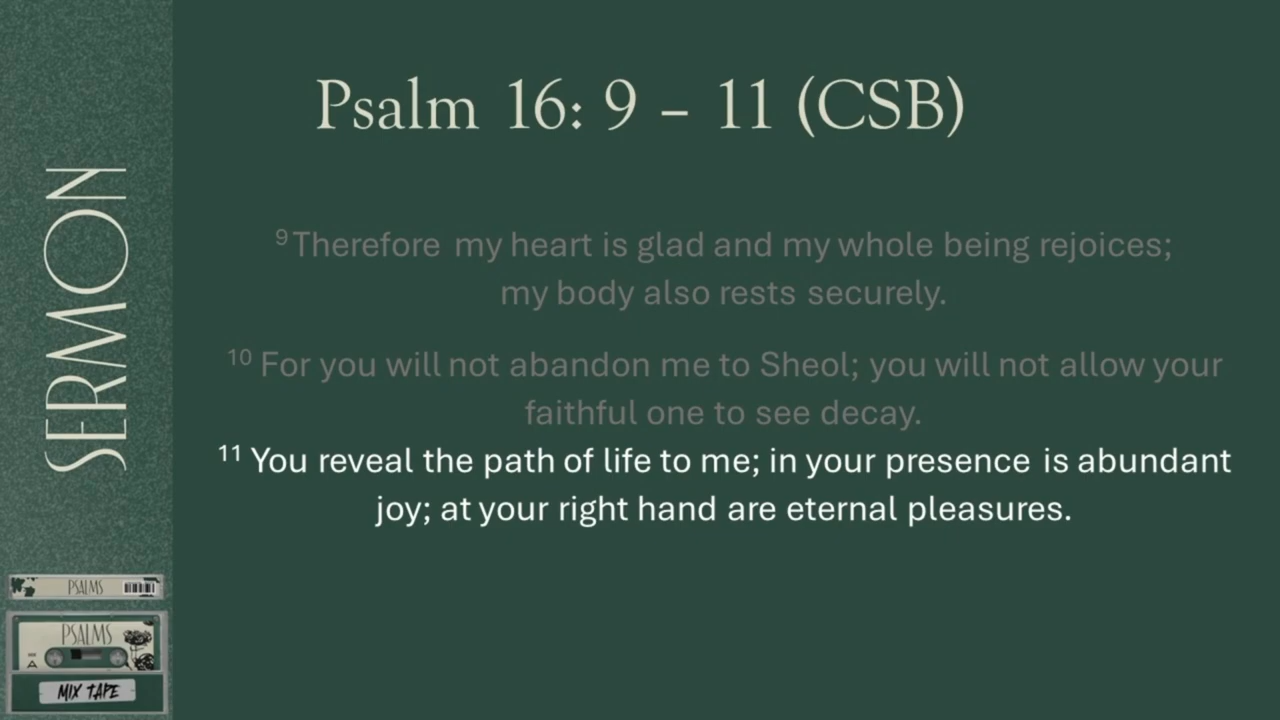 Psalm 16: 9 – 11 (CSB)
⁹ Therefore my heart is glad and my whole being rejoices;
my body also rests securely.
¹⁰ For you will not abandon me to Sheol; you will not allow your
faithful one to see decay.
¹¹ You reveal the path of life to me; in your presence is abundant
joy; at your right hand are eternal pleasures.
SERMON
PSALMS
PSALMS
A
MIX TAPE